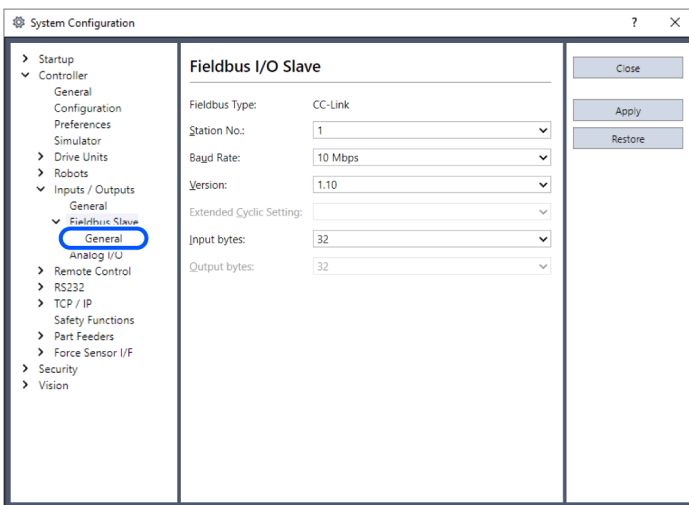 System Configuration
?
Startup
Controller
General
Configuration
Preferences
Simulator
Drive Units
Robots
Inputs / Outputs
General
Fieldbus Slave
General
Analog I/O
Remote Control
RS232
TCP / IP
Safety Functions
Part Feeders
Force Sensor I/F
Security
Vision
Fieldbus I/O Slave
Fieldbus Type: CC-Link
Station No.: 1
Baud Rate: 10 Mbps
Version: 1.10
Extended Cyclic Setting:
Input bytes: 32
Output bytes: 32
Close
Apply
Restore